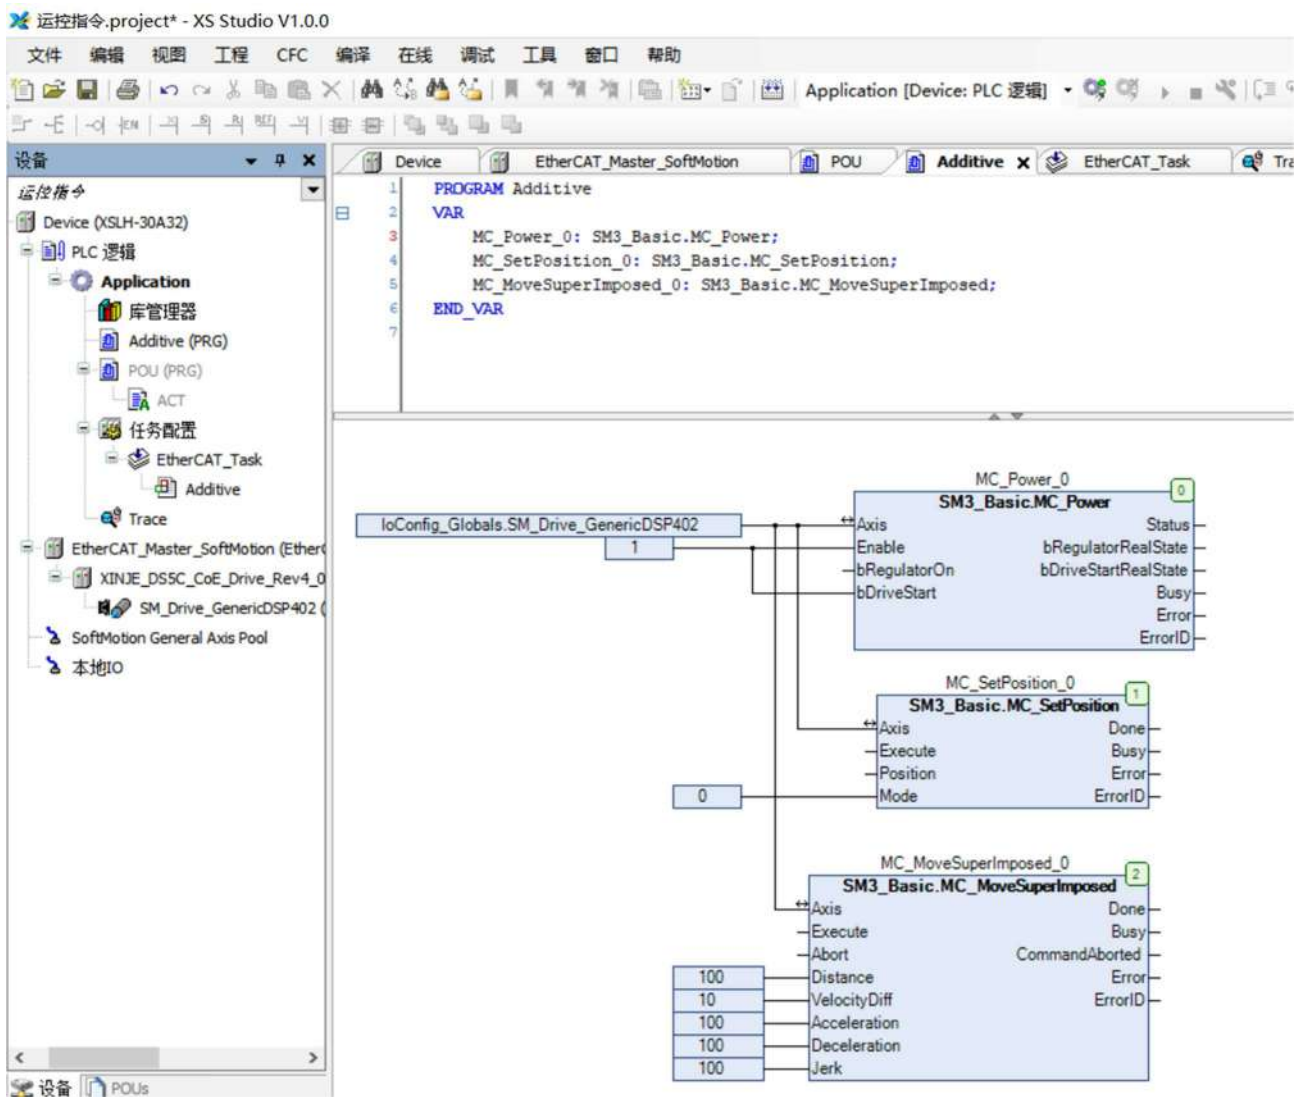 运控指令.project* - XS Studio V1.0.0
文件 编辑 视图 工程 CFC 编译 在线 调试 工具 窗口 帮助
Application [Device: PLC 逻辑]
设备
Device EtherCAT_Master_SoftMotion POU Additive EtherCAT_Task Tra
运控指令
Device (XSLH-30A32)
PLC 逻辑
Application
库管理器
Additive (PRG)
POU (PRG)
ACT
任务配置
EtherCAT_Task
Additive
Trace
EtherCAT_Master_SoftMotion (Ether
XINJE_DS5C_CoE_Drive_Rev4_0
SM_Drive_GenericDSP402 (
SoftMotion General Axis Pool
本地IO
设备 POUs
1 PROGRAM Additive
2 VAR
3 MC_Power_0: SM3_Basic.MC_Power;
4 MC_SetPosition_0: SM3_Basic.MC_SetPosition;
5 MC_MoveSuperImposed_0: SM3_Basic.MC_MoveSuperImposed;
6 END_VAR
7
MC_Power_0
0
SM3_Basic.MC_Power
IoConfig_Globals.SM_Drive_GenericDSP402 Axis Status
1 Enable bRegulatorRealState
bRegulatorOn bDriveStartRealState
bDriveStart Busy
Error
ErrorID
MC_SetPosition_0
1
SM3_Basic.MC_SetPosition
Axis Done
Execute Busy
Position Error
0 Mode ErrorID
MC_MoveSuperImposed_0
2
SM3_Basic.MC_MoveSuperImposed
Axis Done
Execute Busy
Abort CommandAborted
100 Distance Error
10 VelocityDiff ErrorID
100 Acceleration
100 Deceleration
100 Jerk